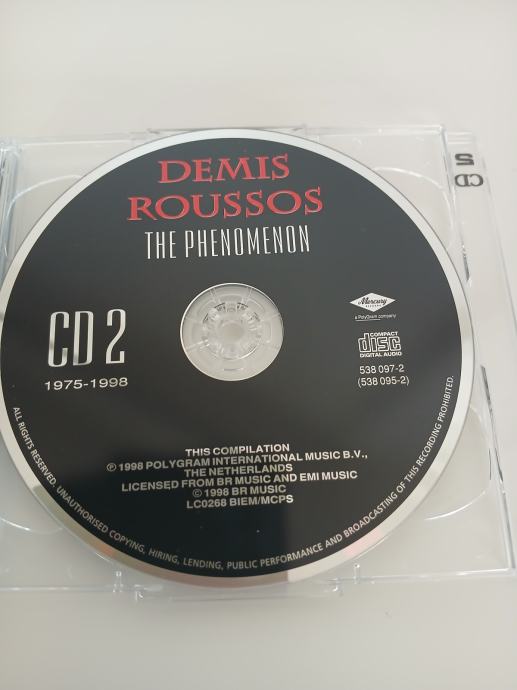 DEMIS
ROUSSOS
THE PHENOMENON
CD 2
1975-1998
Mercury
a PolyGram company
COMPACT
disc
DIGITAL AUDIO
538 097-2
(538 095-2)
THIS COMPILATION
℗ 1998 POLYGRAM INTERNATIONAL MUSIC B.V.,
THE NETHERLANDS
LICENSED FROM BR MUSIC AND EMI MUSIC
© 1998 BR MUSIC
LC0268 BIEM/MCPS
ALL RIGHTS RESERVED. UNAUTHORISED COPYING, HIRING, LENDING, PUBLIC PERFORMANCE AND BROADCASTING OF THIS RECORDING PROHIBITED.
CD 2